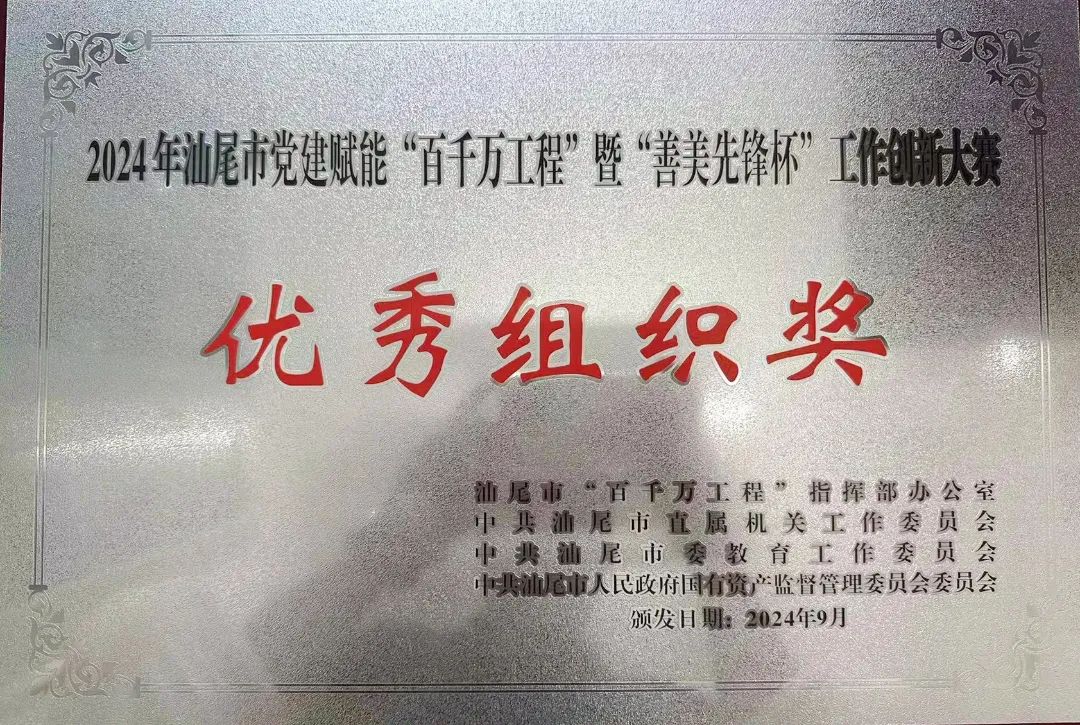 2024年汕尾市党建赋能“百千万工程”暨“善美先锋杯”工作创新大赛
优秀组织奖
汕尾市“百千万工程”指挥部办公室
中共汕尾市直属机关工作委员会
中共汕尾市委教育工作委员会
中共汕尾市人民政府国有资产监督管理委员会委员会
颁发日期：2024年9月